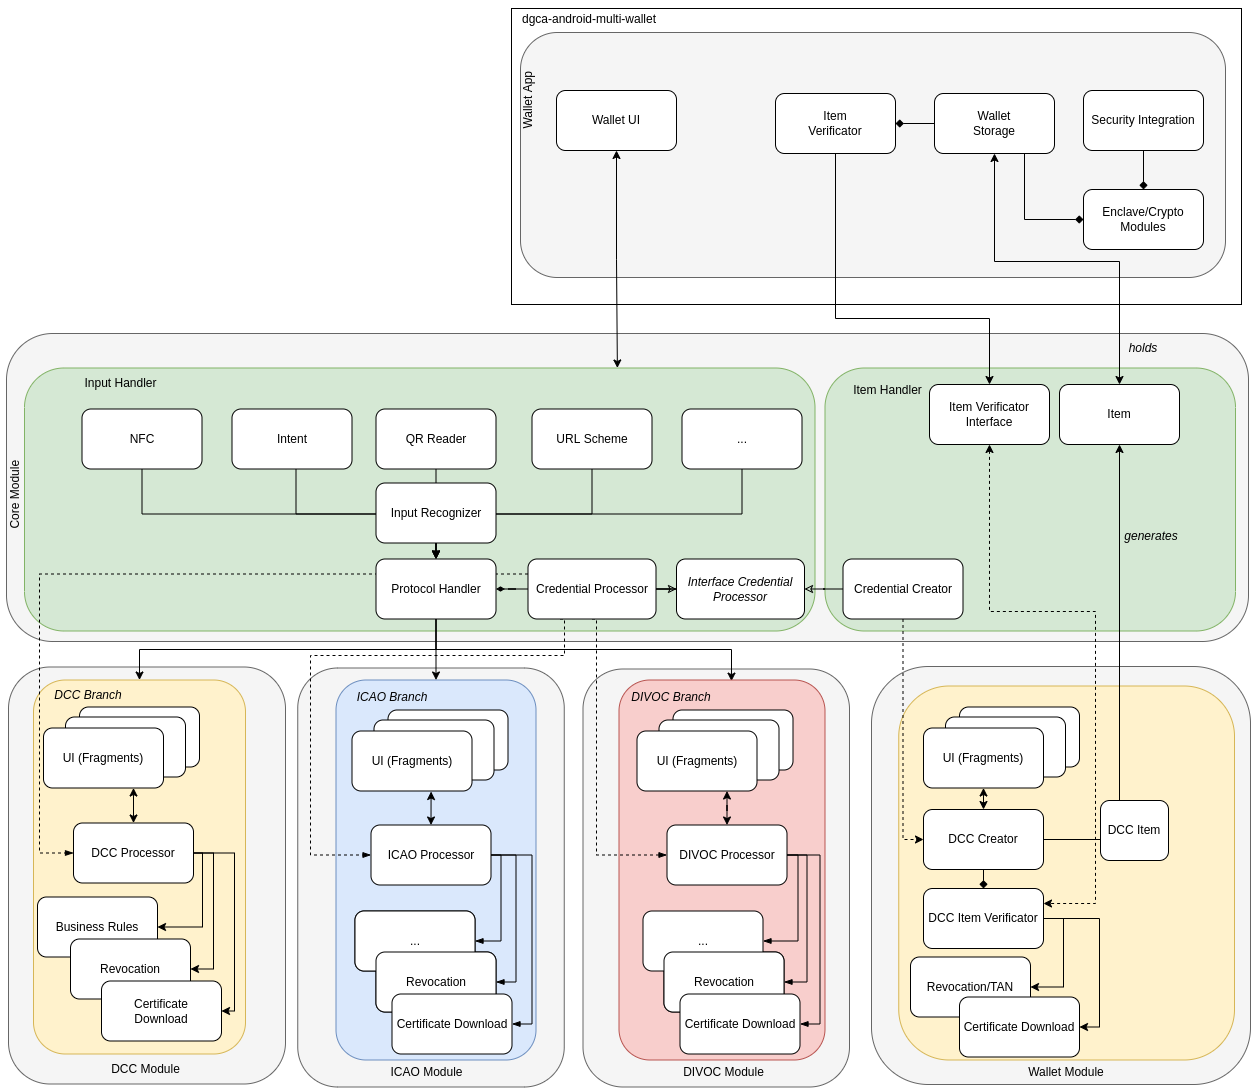 dgca-android-multi-wallet
Wallet App
Wallet UI
Item
Verificator
Wallet
Storage
Security Integration
Enclave/Crypto
Modules
holds
Core Module
Input Handler
NFC
Intent
QR Reader
URL Scheme
...
Input Recognizer
Protocol Handler
Credential Processor
Interface Credential
Processor
Item Handler
Item Verificator
Interface
Item
generates
Credential Creator
DCC Branch
UI (Fragments)
DCC Processor
Business Rules
Revocation
Certificate
Download
DCC Module
ICAO Branch
UI (Fragments)
ICAO Processor
...
Revocation
Certificate Download
ICAO Module
DIVOC Branch
UI (Fragments)
DIVOC Processor
...
Revocation
Certificate Download
DIVOC Module
UI (Fragments)
DCC Creator
DCC Item
DCC Item Verificator
Revocation/TAN
Certificate Download
Wallet Module